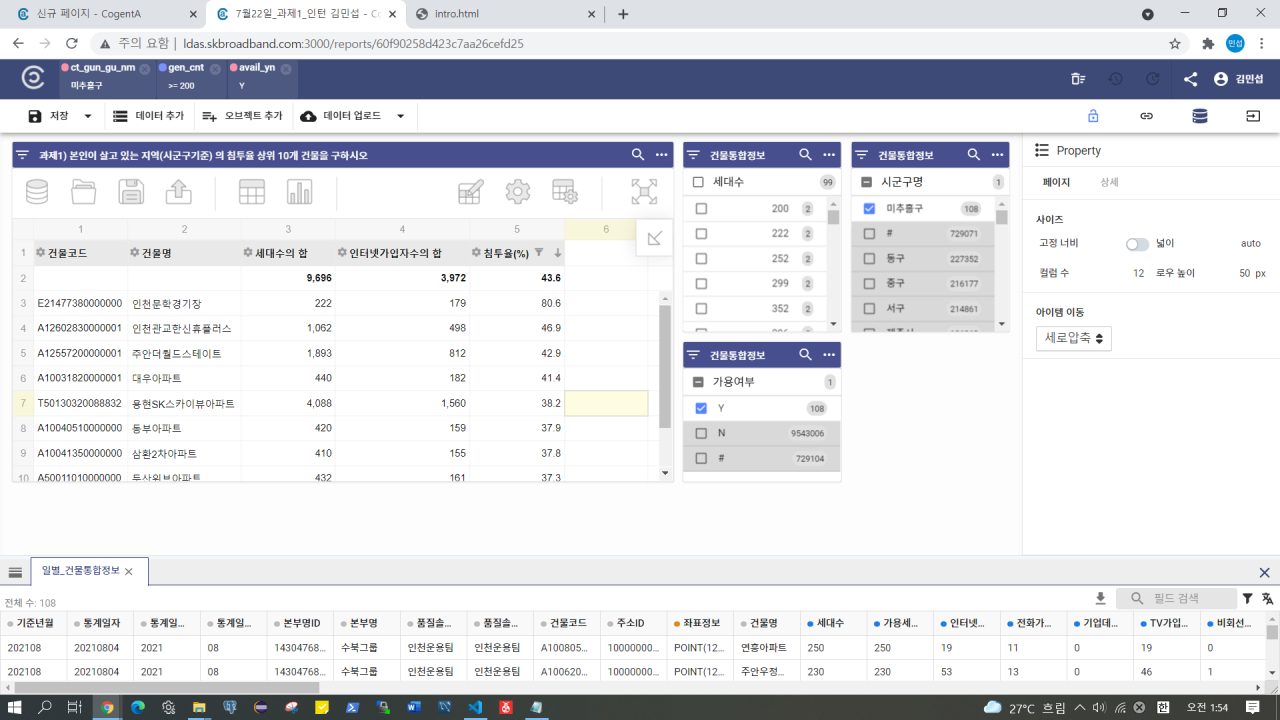 신규 페이지 - CogentA
7월22일_과제1_인턴 김민섭 - Co
intro.html
주의 요함 | ldas.skbroadband.com:3000/reports/60f90258d423c7aa26cefd25
민섭
ct_gun_gu_nm
미추홀구
gen_cnt
>= 200
avail_yn
Y
김민섭
저장
데이터 추가
오브젝트 추가
데이터 업로드
과제1) 본인이 살고 있는 지역(시군구기준) 의 침투율 상위 10개 건물을 구하시오
1 2 3 4 5 6
1 건물코드 건물명 세대수의 합 인터넷가입자수의 합 침투율(%)
2 9,696 3,972 43.6
3 E21477380000000 인천문학경기장 222 179 80.6
4 A12602830000001 인천관교한신휴플러스 1,062 498 46.9
5 A12557200000001 주안더월드스테이트 1,893 812 42.9
6 A10031820000001 대우아파트 440 182 41.4
7 T50130320088832 용현SK스카이뷰아파트 4,088 1,560 38.2
8 A10040510000000 동부아파트 420 159 37.9
9 A10041350000000 삼환2차아파트 410 155 37.8
10 A50011010000000 두산위브아파트 432 161 37.3
건물통합정보
세대수 99
200 2
222 2
252 2
299 2
352 2
건물통합정보
시군구명 1
미추홀구 108
# 729071
동구 227352
중구 216177
서구 214861
건물통합정보
가용여부 1
Y 108
N 9543006
# 729104
Property
페이지 상세
사이즈
고정 너비 넓이 auto
컬럼 수 12 로우 높이 50 px
아이템 이동
세로압축
일별_건물통합정보
전체 수: 108
필드 검색
기준년월 통계일자 통계일... 통계일... 본부명ID 본부명 품질솔... 품질솔... 건물코드 주소ID 좌표정보 건물명 세대수 가용세... 인터넷... 전화가... 기업데... TV가입... 비회선...
202108 20210804 2021 08 14304768... 수북그룹 인천운용팀 인천운용팀 A100805... 10000000... POINT(12... 연흥아파트 250 250 19 11 0 19 0
202108 20210804 2021 08 14304768... 수북그룹 인천운용팀 인천운용팀 A100620... 10000000... POINT(12... 주안우정... 230 230 53 13 0 46 1
27°C 흐림
한
오전 1:54